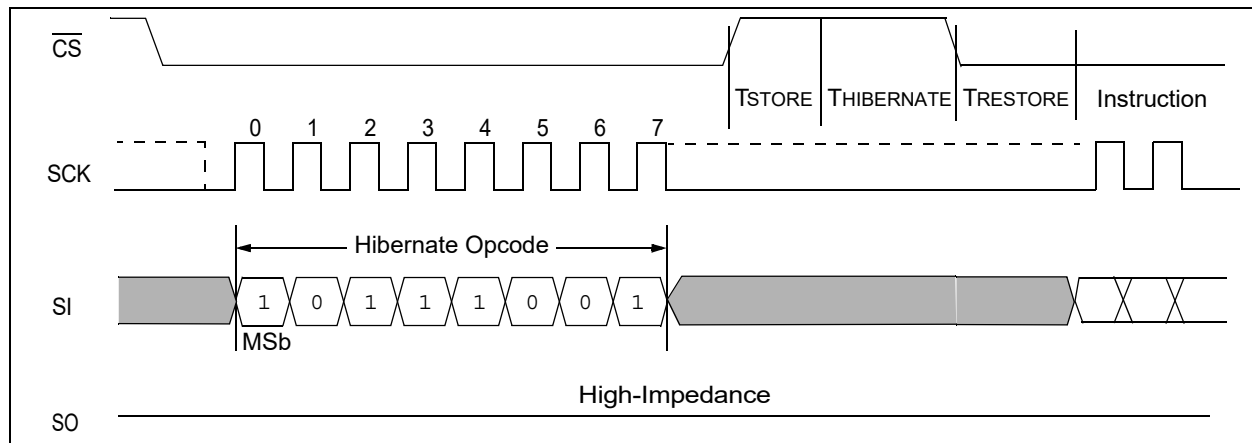 CS
TSTORE THIBERNATE TRESTORE Instruction
0 1 2 3 4 5 6 7
SCK
Hibernate Opcode
SI 1 0 1 1 1 0 0 1
MSb
High-Impedance
SO